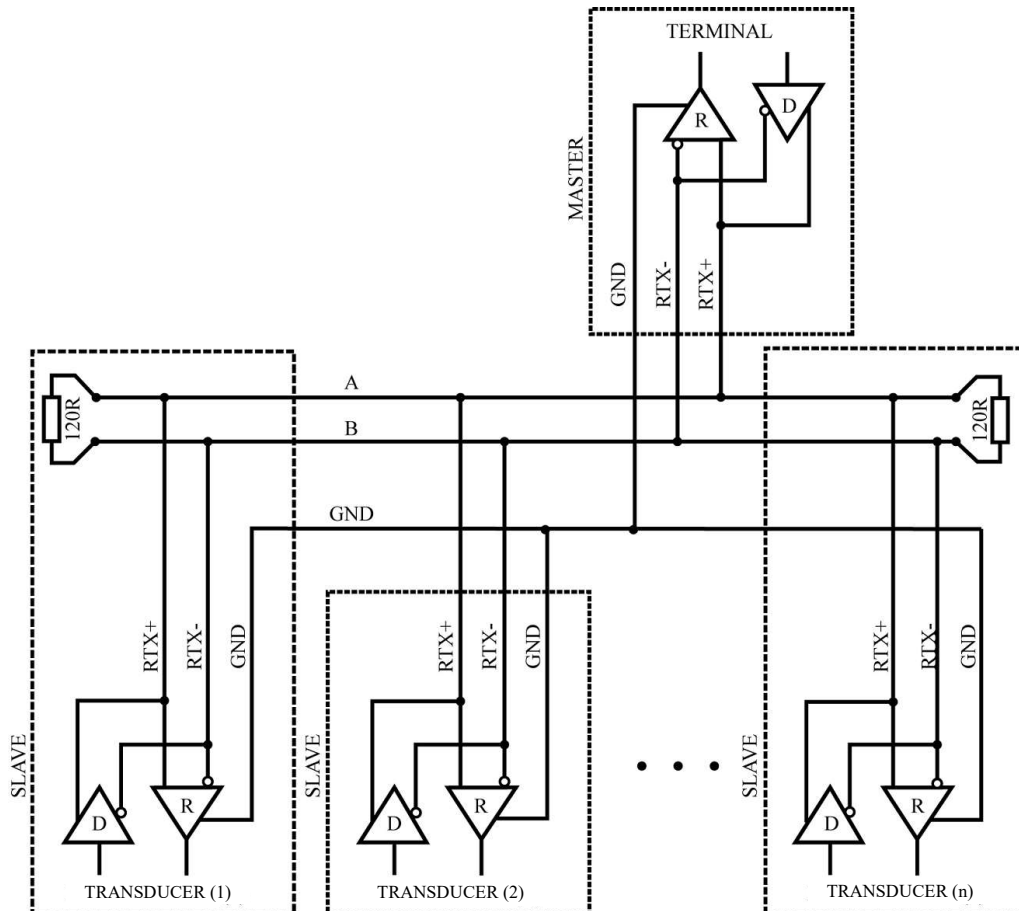 TERMINAL
R
D
MASTER
GND
RTX-
RTX+
A
B
120R
120R
GND
SLAVE
RTX+
RTX-
GND
D
R
TRANSDUCER (1)
SLAVE
RTX+
RTX-
GND
D
R
TRANSDUCER (2)
SLAVE
RTX+
RTX-
GND
D
R
TRANSDUCER (n)